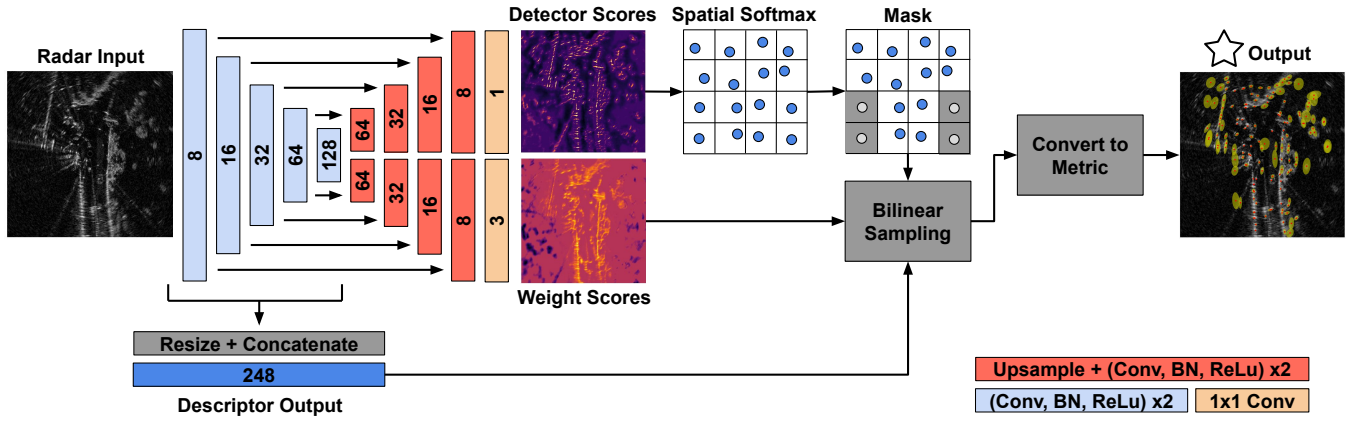 Radar Input
8
16
32
64
128
64
32
16
8
1
64
32
16
8
3
Detector Scores
Weight Scores
Spatial Softmax
Mask
Bilinear
Sampling
Convert to
Metric
Output
Resize + Concatenate
248
Descriptor Output
Upsample + (Conv, BN, ReLu) x2
(Conv, BN, ReLu) x2
1x1 Conv